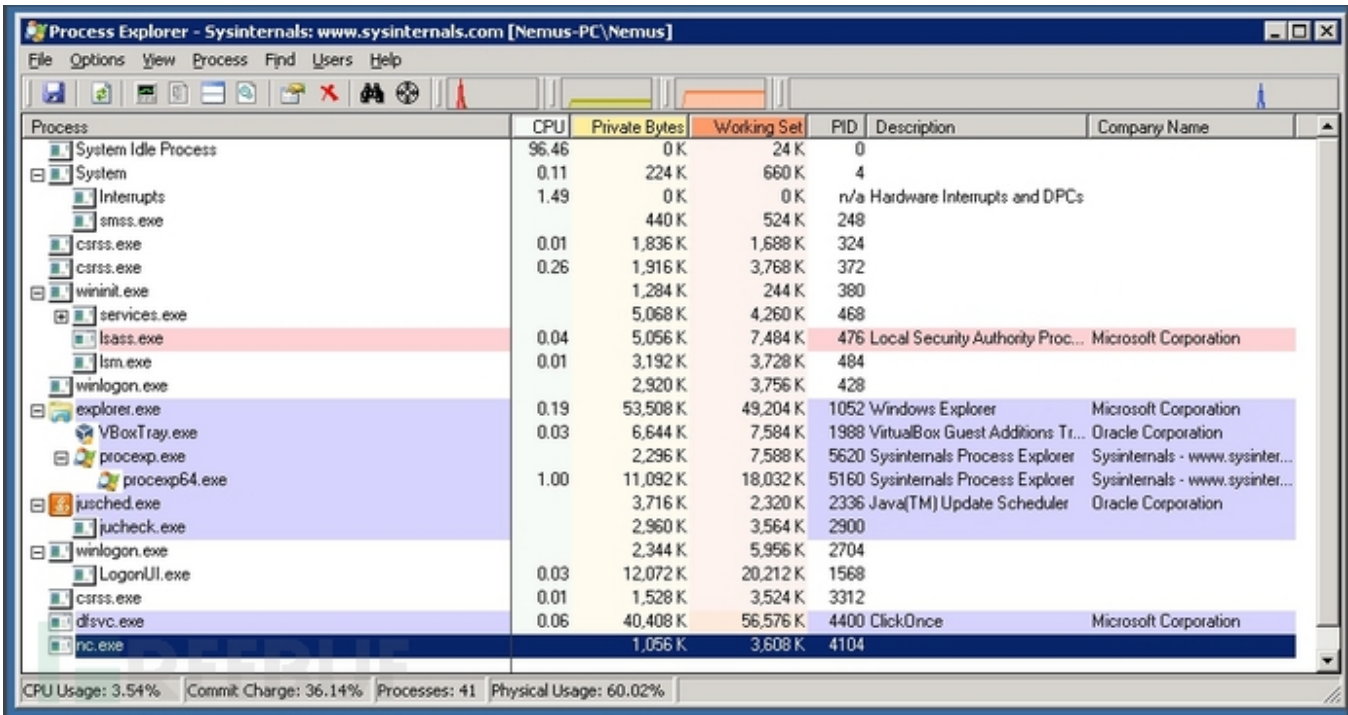 Process Explorer - Sysinternals: www.sysinternals.com [Nemus-PC\Nemus]
File Options View Process Find Users Help
Process CPU Private Bytes Working Set PID Description Company Name
System Idle Process 96.46 0 K 24 K 0
System 0.11 224 K 660 K 4
Interrupts 1.49 0 K 0 K n/a Hardware Interrupts and DPCs
smss.exe 440 K 524 K 248
csrss.exe 0.01 1,836 K 1,688 K 324
csrss.exe 0.26 1,916 K 3,768 K 372
wininit.exe 1,284 K 244 K 380
services.exe 5,068 K 4,260 K 468
lsass.exe 0.04 5,056 K 7,484 K 476 Local Security Authority Proc... Microsoft Corporation
lsm.exe 0.01 3,192 K 3,728 K 484
winlogon.exe 2,920 K 3,756 K 428
explorer.exe 0.19 53,508 K 49,204 K 1052 Windows Explorer Microsoft Corporation
VBoxTray.exe 0.03 6,644 K 7,584 K 1988 VirtualBox Guest Additions Tr... Oracle Corporation
procexp.exe 2,296 K 7,588 K 5620 Sysinternals Process Explorer Sysinternals - www.sysinter...
procexp64.exe 1.00 11,092 K 18,032 K 5160 Sysinternals Process Explorer Sysinternals - www.sysinter...
jusched.exe 3,716 K 2,320 K 2336 Java(TM) Update Scheduler Oracle Corporation
jucheck.exe 2,960 K 3,564 K 2900
winlogon.exe 2,344 K 5,956 K 2704
LogonUI.exe 0.03 12,072 K 20,212 K 1568
csrss.exe 0.01 1,528 K 3,524 K 3312
dfsvc.exe 0.06 40,408 K 56,576 K 4400 ClickOnce Microsoft Corporation
nc.exe 1,056 K 3,608 K 4104
CPU Usage: 3.54% Commit Charge: 36.14% Processes: 41 Physical Usage: 60.02%